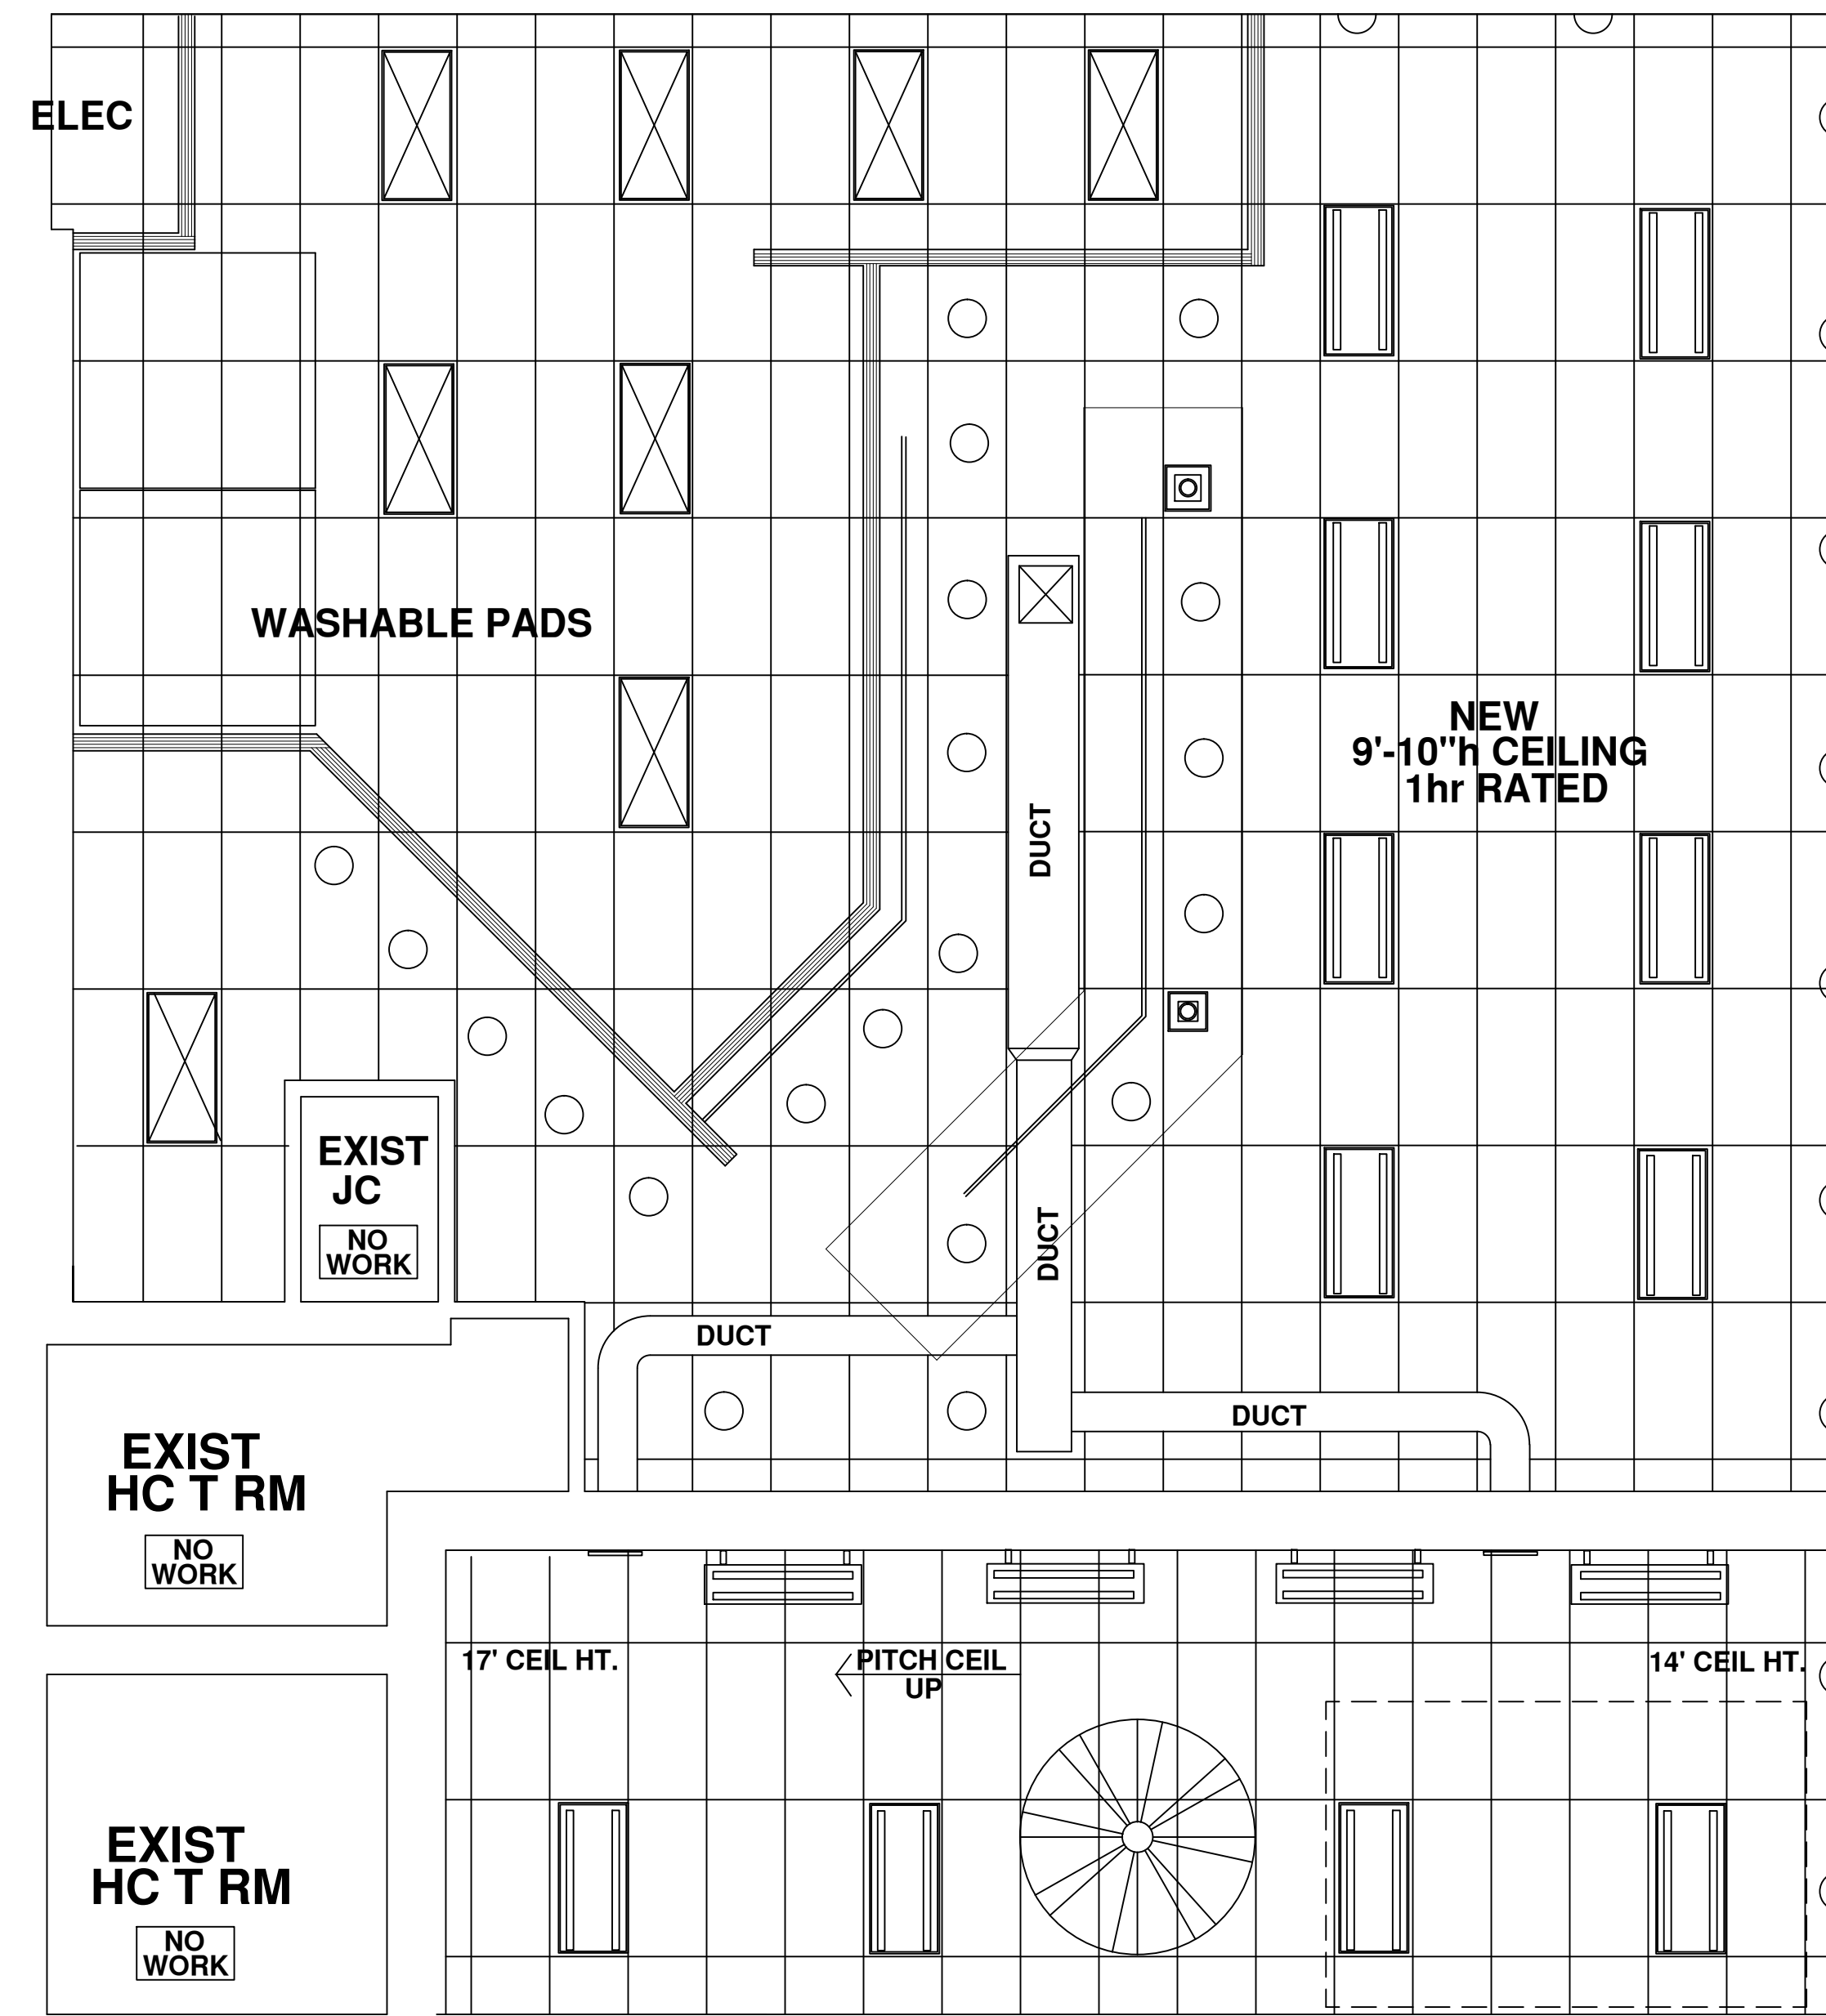 ELEC
WASHABLE PADS
NEW
9'-10"h CEILING
1hr RATED
DUCT
EXIST
JC
NO
WORK
DUCT
DUCT
DUCT
EXIST
HC T RM
NO
WORK
17' CEIL HT.
PITCH CEIL
UP
14' CEIL HT.
EXIST
HC T RM
NO
WORK